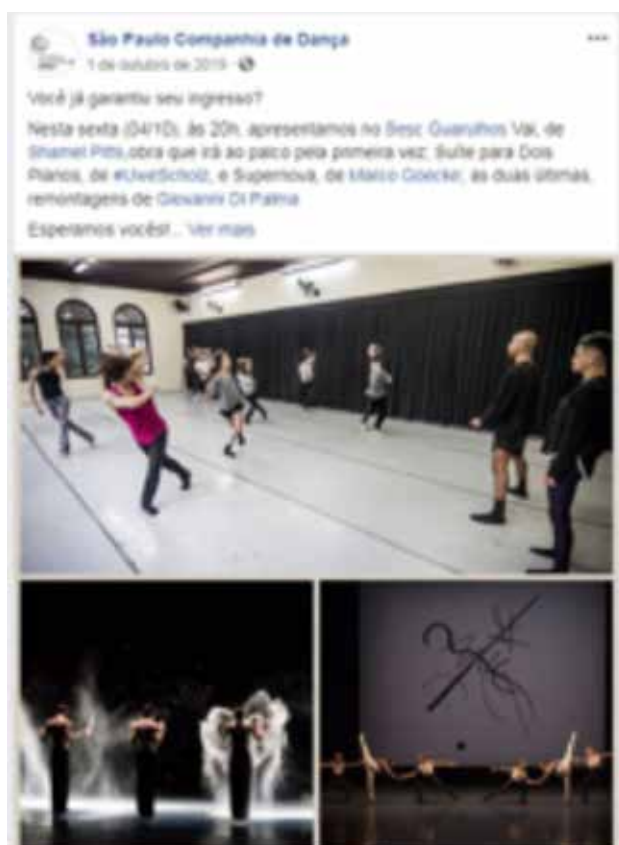 São Paulo Companhia de Dança
1 de outubro de 2019
Você já garantiu seu ingresso?
Nesta sexta (04/10), às 20h, apresentamos no Sesc Guarulhos Vai, de
Shamel Pitts,obra que irá ao palco pela primeira vez; Suíte para Dois
Pianos, de #UweScholz, e Supernova, de Marco Goecke, as duas últimas,
remontagens de Giovanni Di Palma
Esperamos vocês!... Ver mais